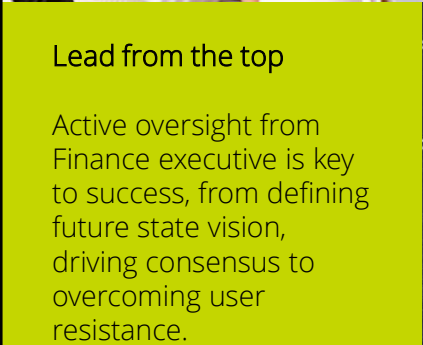 Lead from the top
Active oversight from
Finance executive is key
to success, from defining
future state vision,
driving consensus to
overcoming user
resistance.